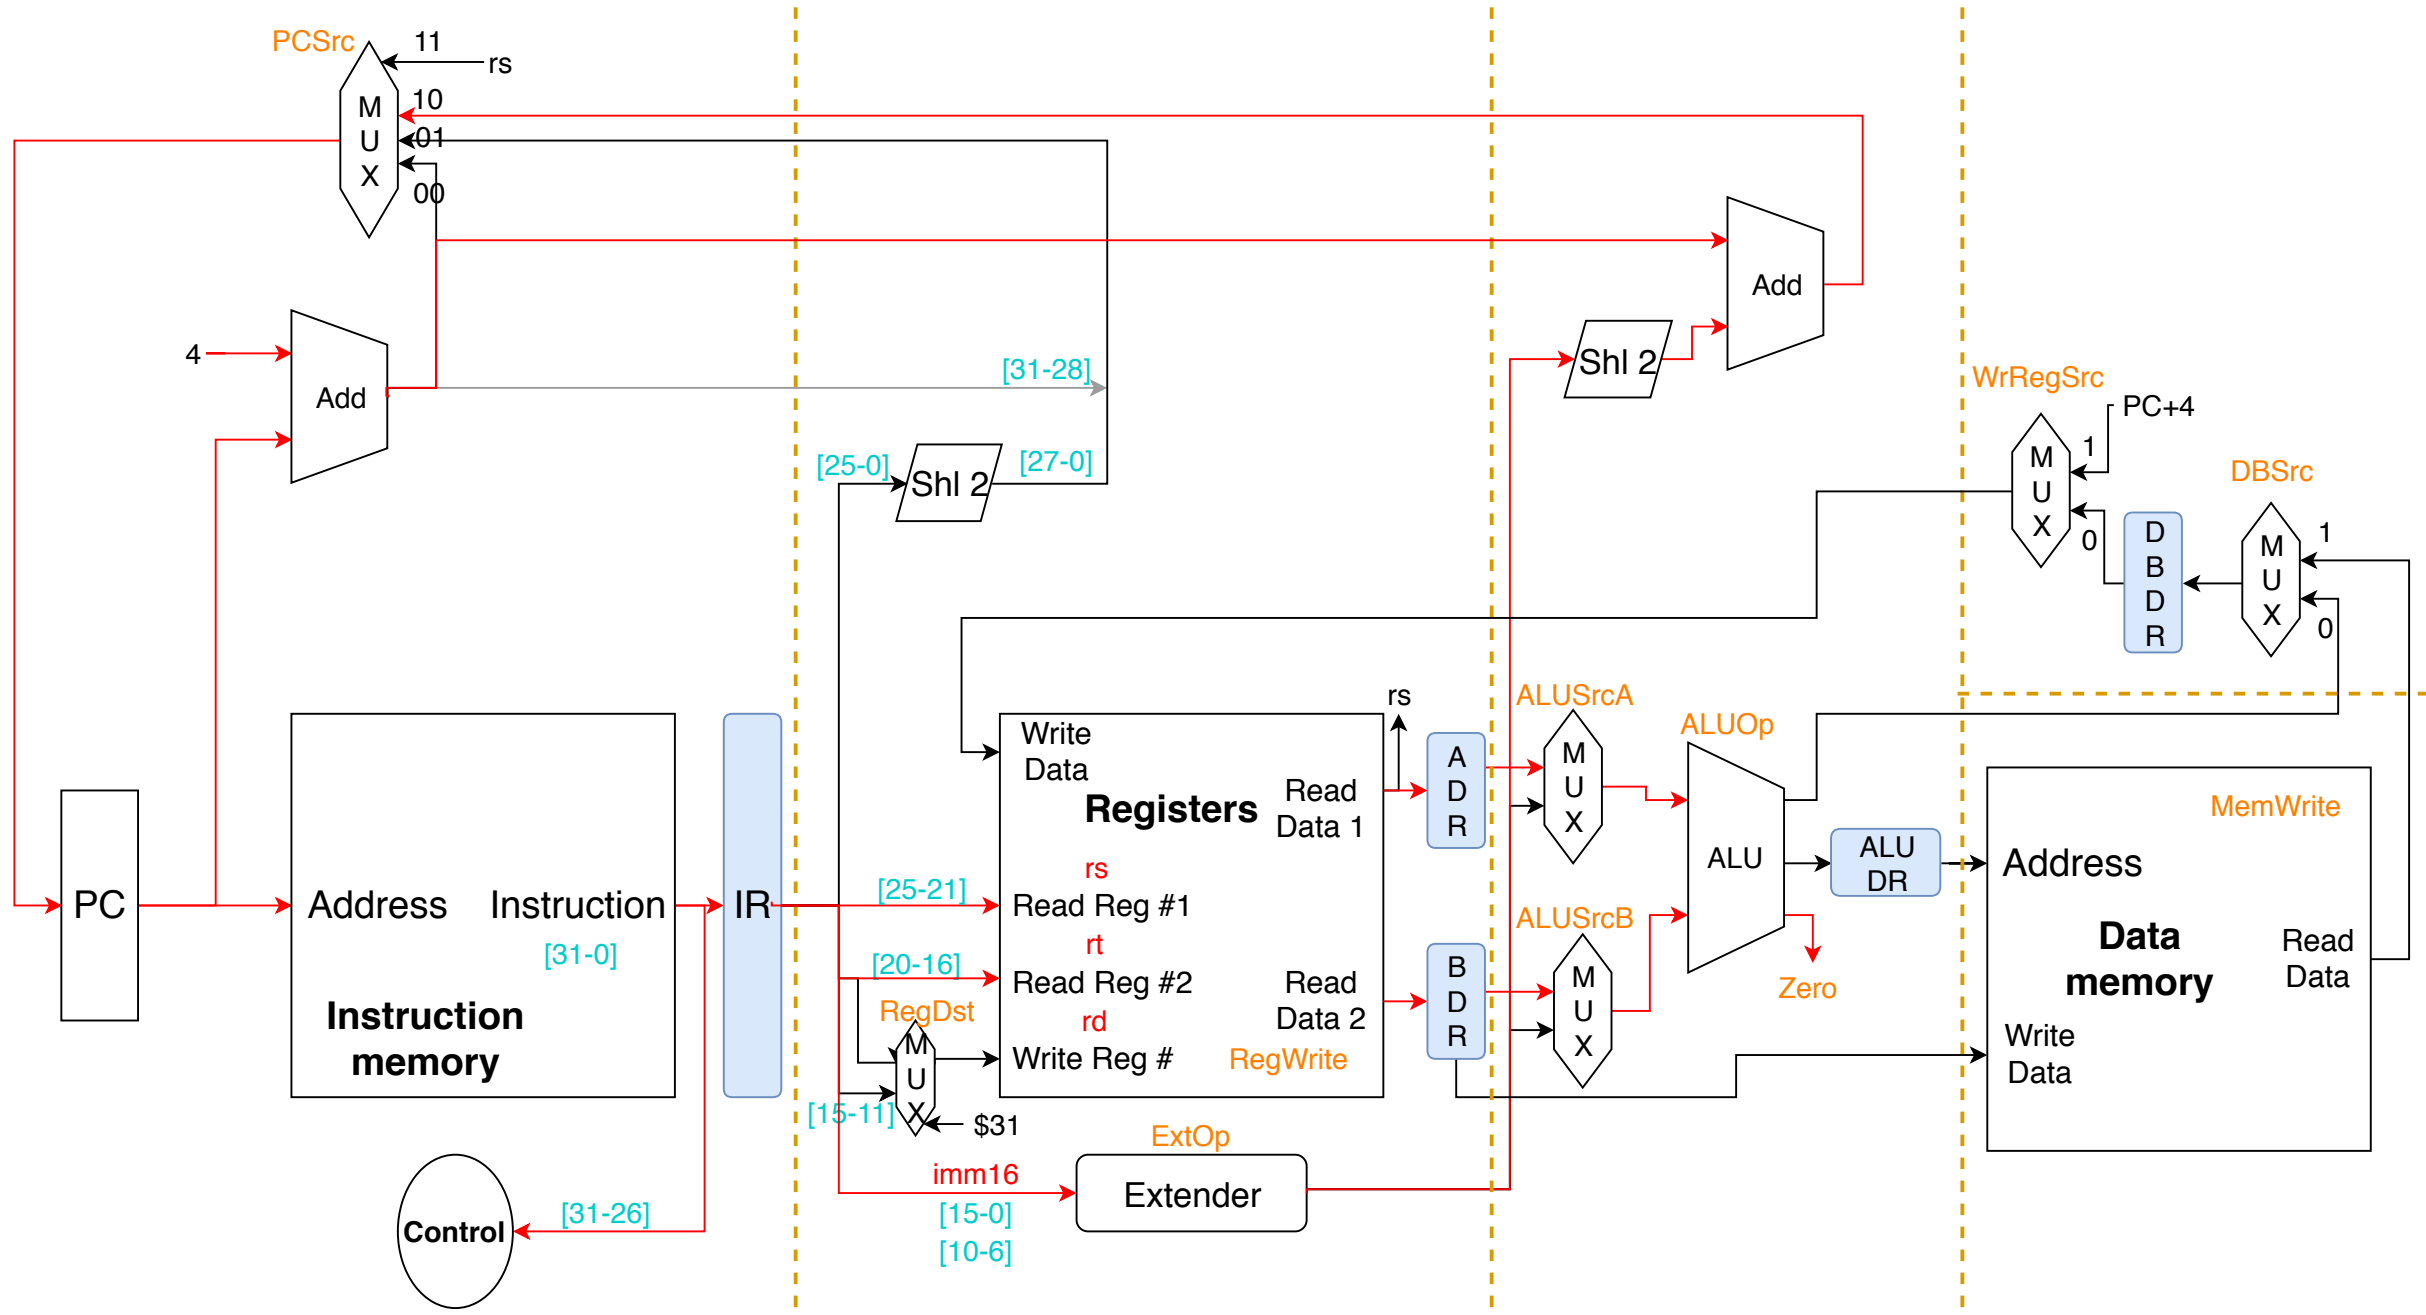 PCSrc
11
rs
10
01
00
M
U
X
4
Add
[31-28]
[25-0]
Shl 2
[27-0]
Shl 2
Add
WrRegSrc
PC+4
1
M
U
X
0
DBSrc
D
B
D
R
M
U
X
1
0
PC
Address
Instruction
[31-0]
Instruction
memory
IR
Control
[31-26]
[25-21]
[20-16]
RegDst
M
U
X
[15-11]
$31
imm16
[15-0]
[10-6]
ExtOp
Extender
Write
Data
Registers
Read
Data 1
rs
Read Reg #1
rt
Read Reg #2
Read
Data 2
rd
Write Reg #
RegWrite
rs
A
D
R
B
D
R
ALUSrcA
M
U
X
ALUSrcB
M
U
X
ALUOp
ALU
Zero
ALU
DR
MemWrite
Address
Data
memory
Read
Data
Write
Data